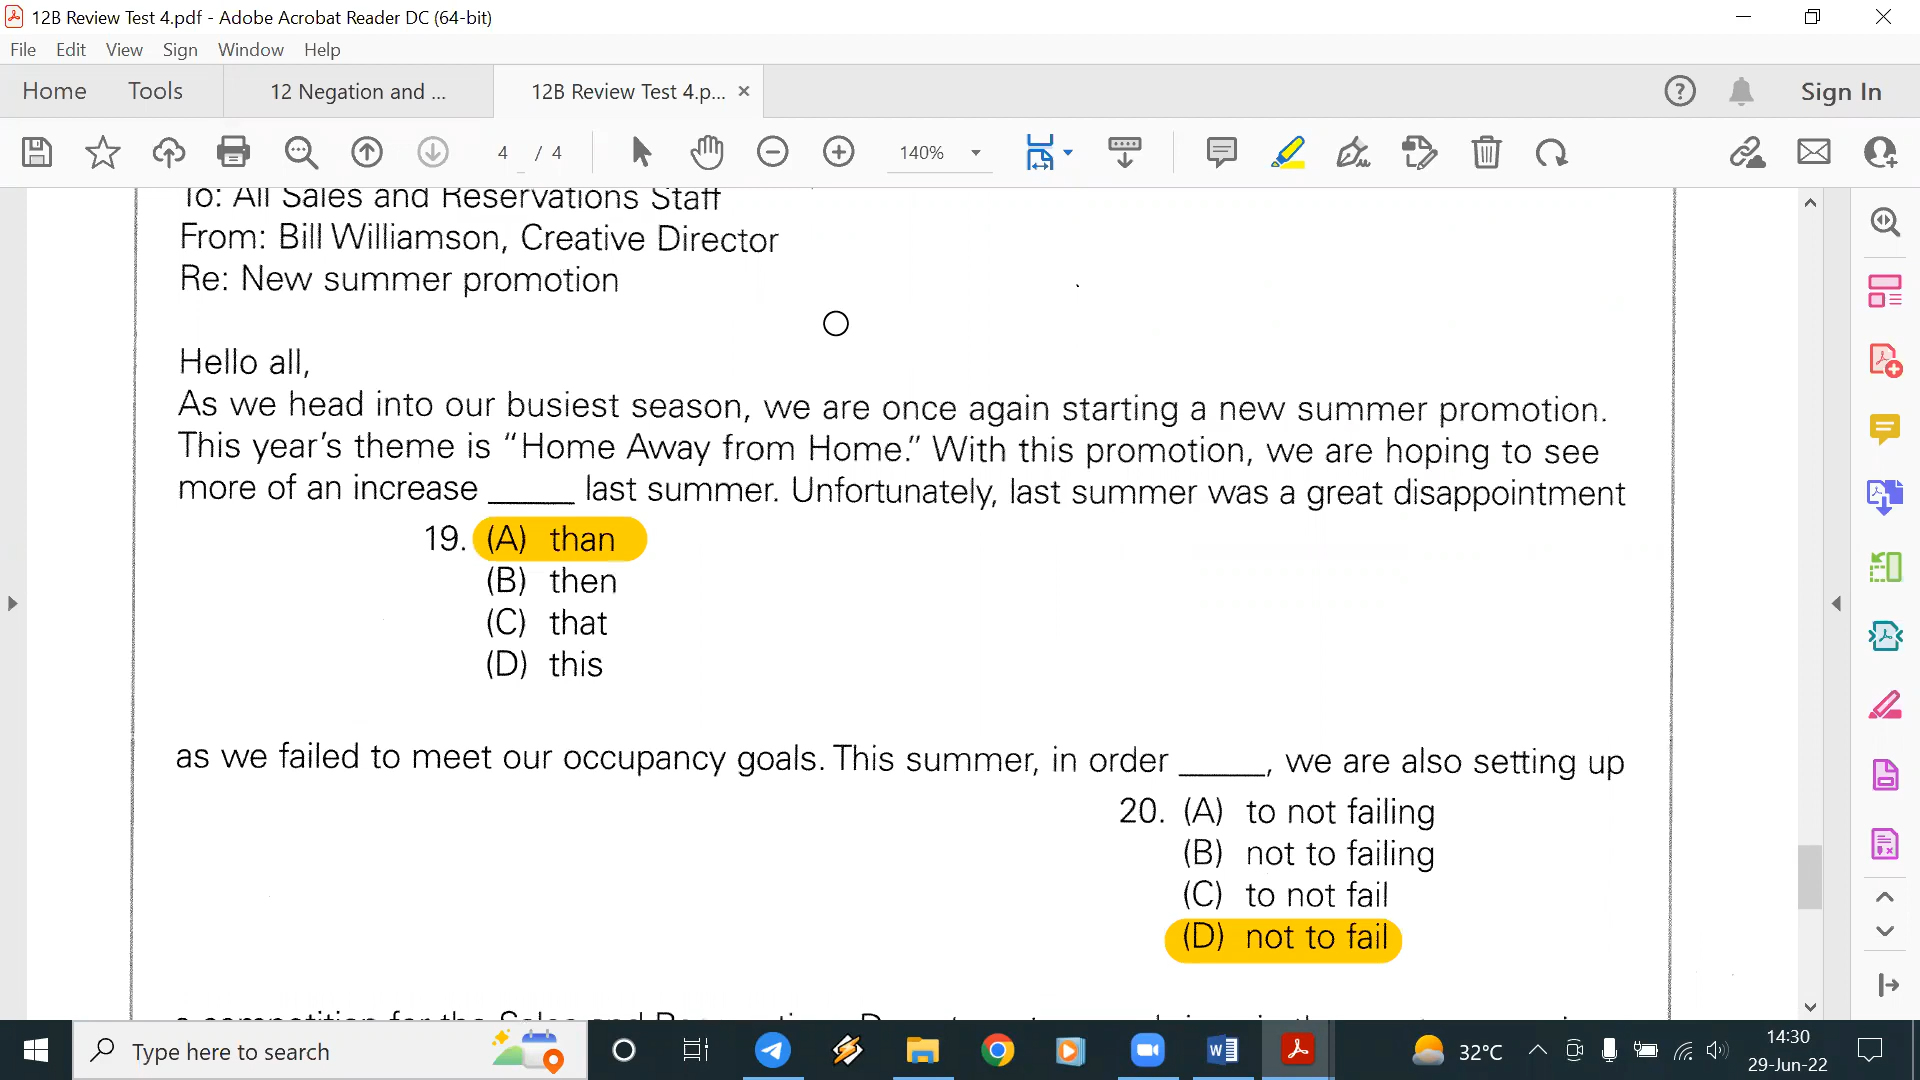 12B Review Test 4.pdf - Adobe Acrobat Reader DC (64-bit)
File Edit View Sign Window Help
Home Tools 12 Negation and ... 12B Review Test 4.p... Sign In
4 / 4 140%
To: All Sales and Reservations Staff
From: Bill Williamson, Creative Director
Re: New summer promotion
Hello all,
As we head into our busiest season, we are once again starting a new summer promotion.
This year's theme is "Home Away from Home." With this promotion, we are hoping to see
more of an increase _____ last summer. Unfortunately, last summer was a great disappointment
19. (A) than
(B) then
(C) that
(D) this
as we failed to meet our occupancy goals. This summer, in order _____, we are also setting up
20. (A) to not failing
(B) not to failing
(C) to not fail
(D) not to fail
a competition for the Sales and
Type here to search
32°C
14:30
29-Jun-22